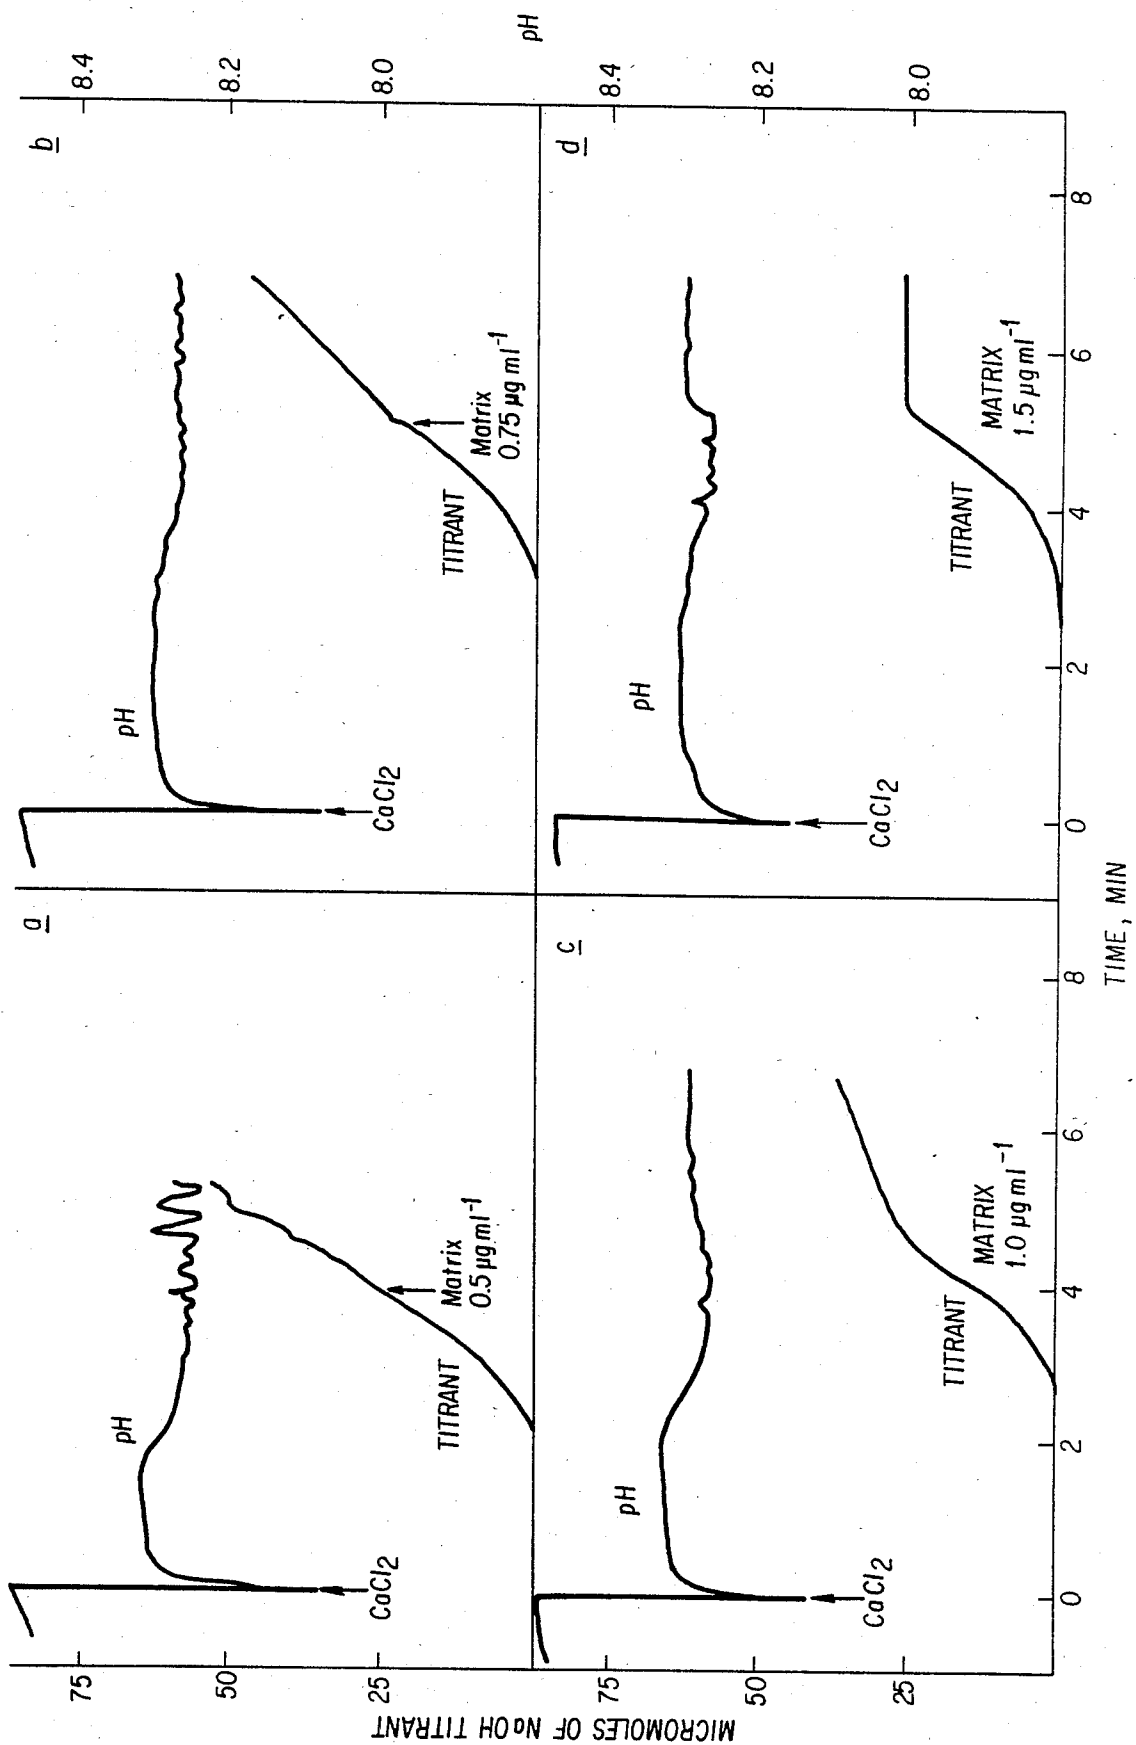 a
pH
CaCl2
TITRANT
Matrix
0.5 µg ml-1
75
50
25
b
pH
CaCl2
TITRANT
Matrix
0.75 µg ml-1
8.4
8.2
8.0
pH
MICROMOLES OF NaOH TITRANT
c
pH
CaCl2
TITRANT
MATRIX
1.0 µg ml-1
75
50
25
0
2
4
6
8
d
pH
CaCl2
TITRANT
MATRIX
1.5 µg ml-1
8.4
8.2
8.0
0
2
4
6
8
TIME, MIN